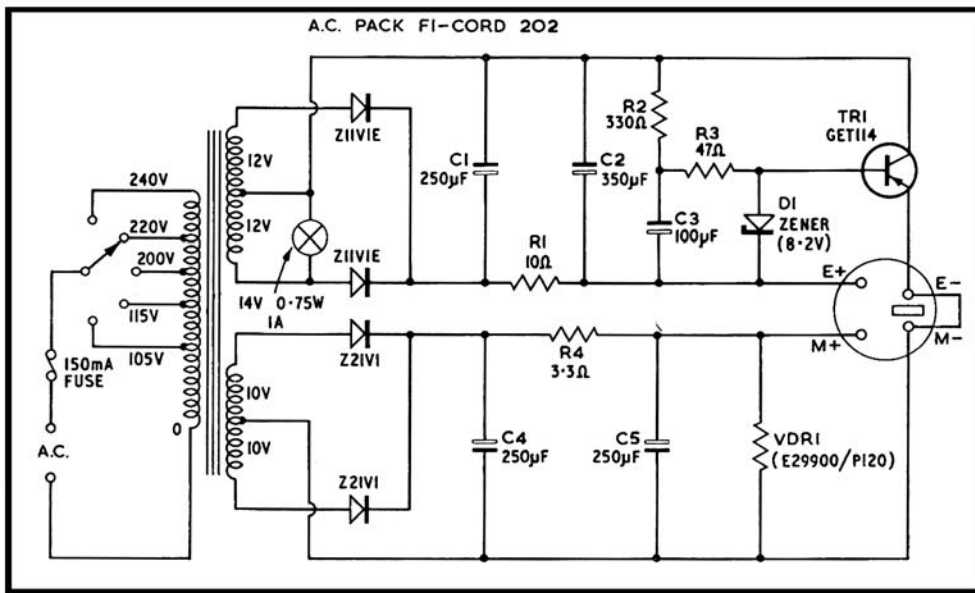 A.C. PACK FI-CORD 202
240V
220V
200V
115V
105V
0
150mA
FUSE
A.C.
12V
12V
14V 0·75W
1A
10V
10V
Z11V1E
Z11V1E
Z21V1
Z21V1
C1
250µF
C2
350µF
R1
10Ω
R2
330Ω
R3
47Ω
C3
100µF
D1
ZENER
(8·2V)
TR1
GET114
E+
E-
M+
M-
R4
3·3Ω
C4
250µF
C5
250µF
VDR1
(E29900/P120)